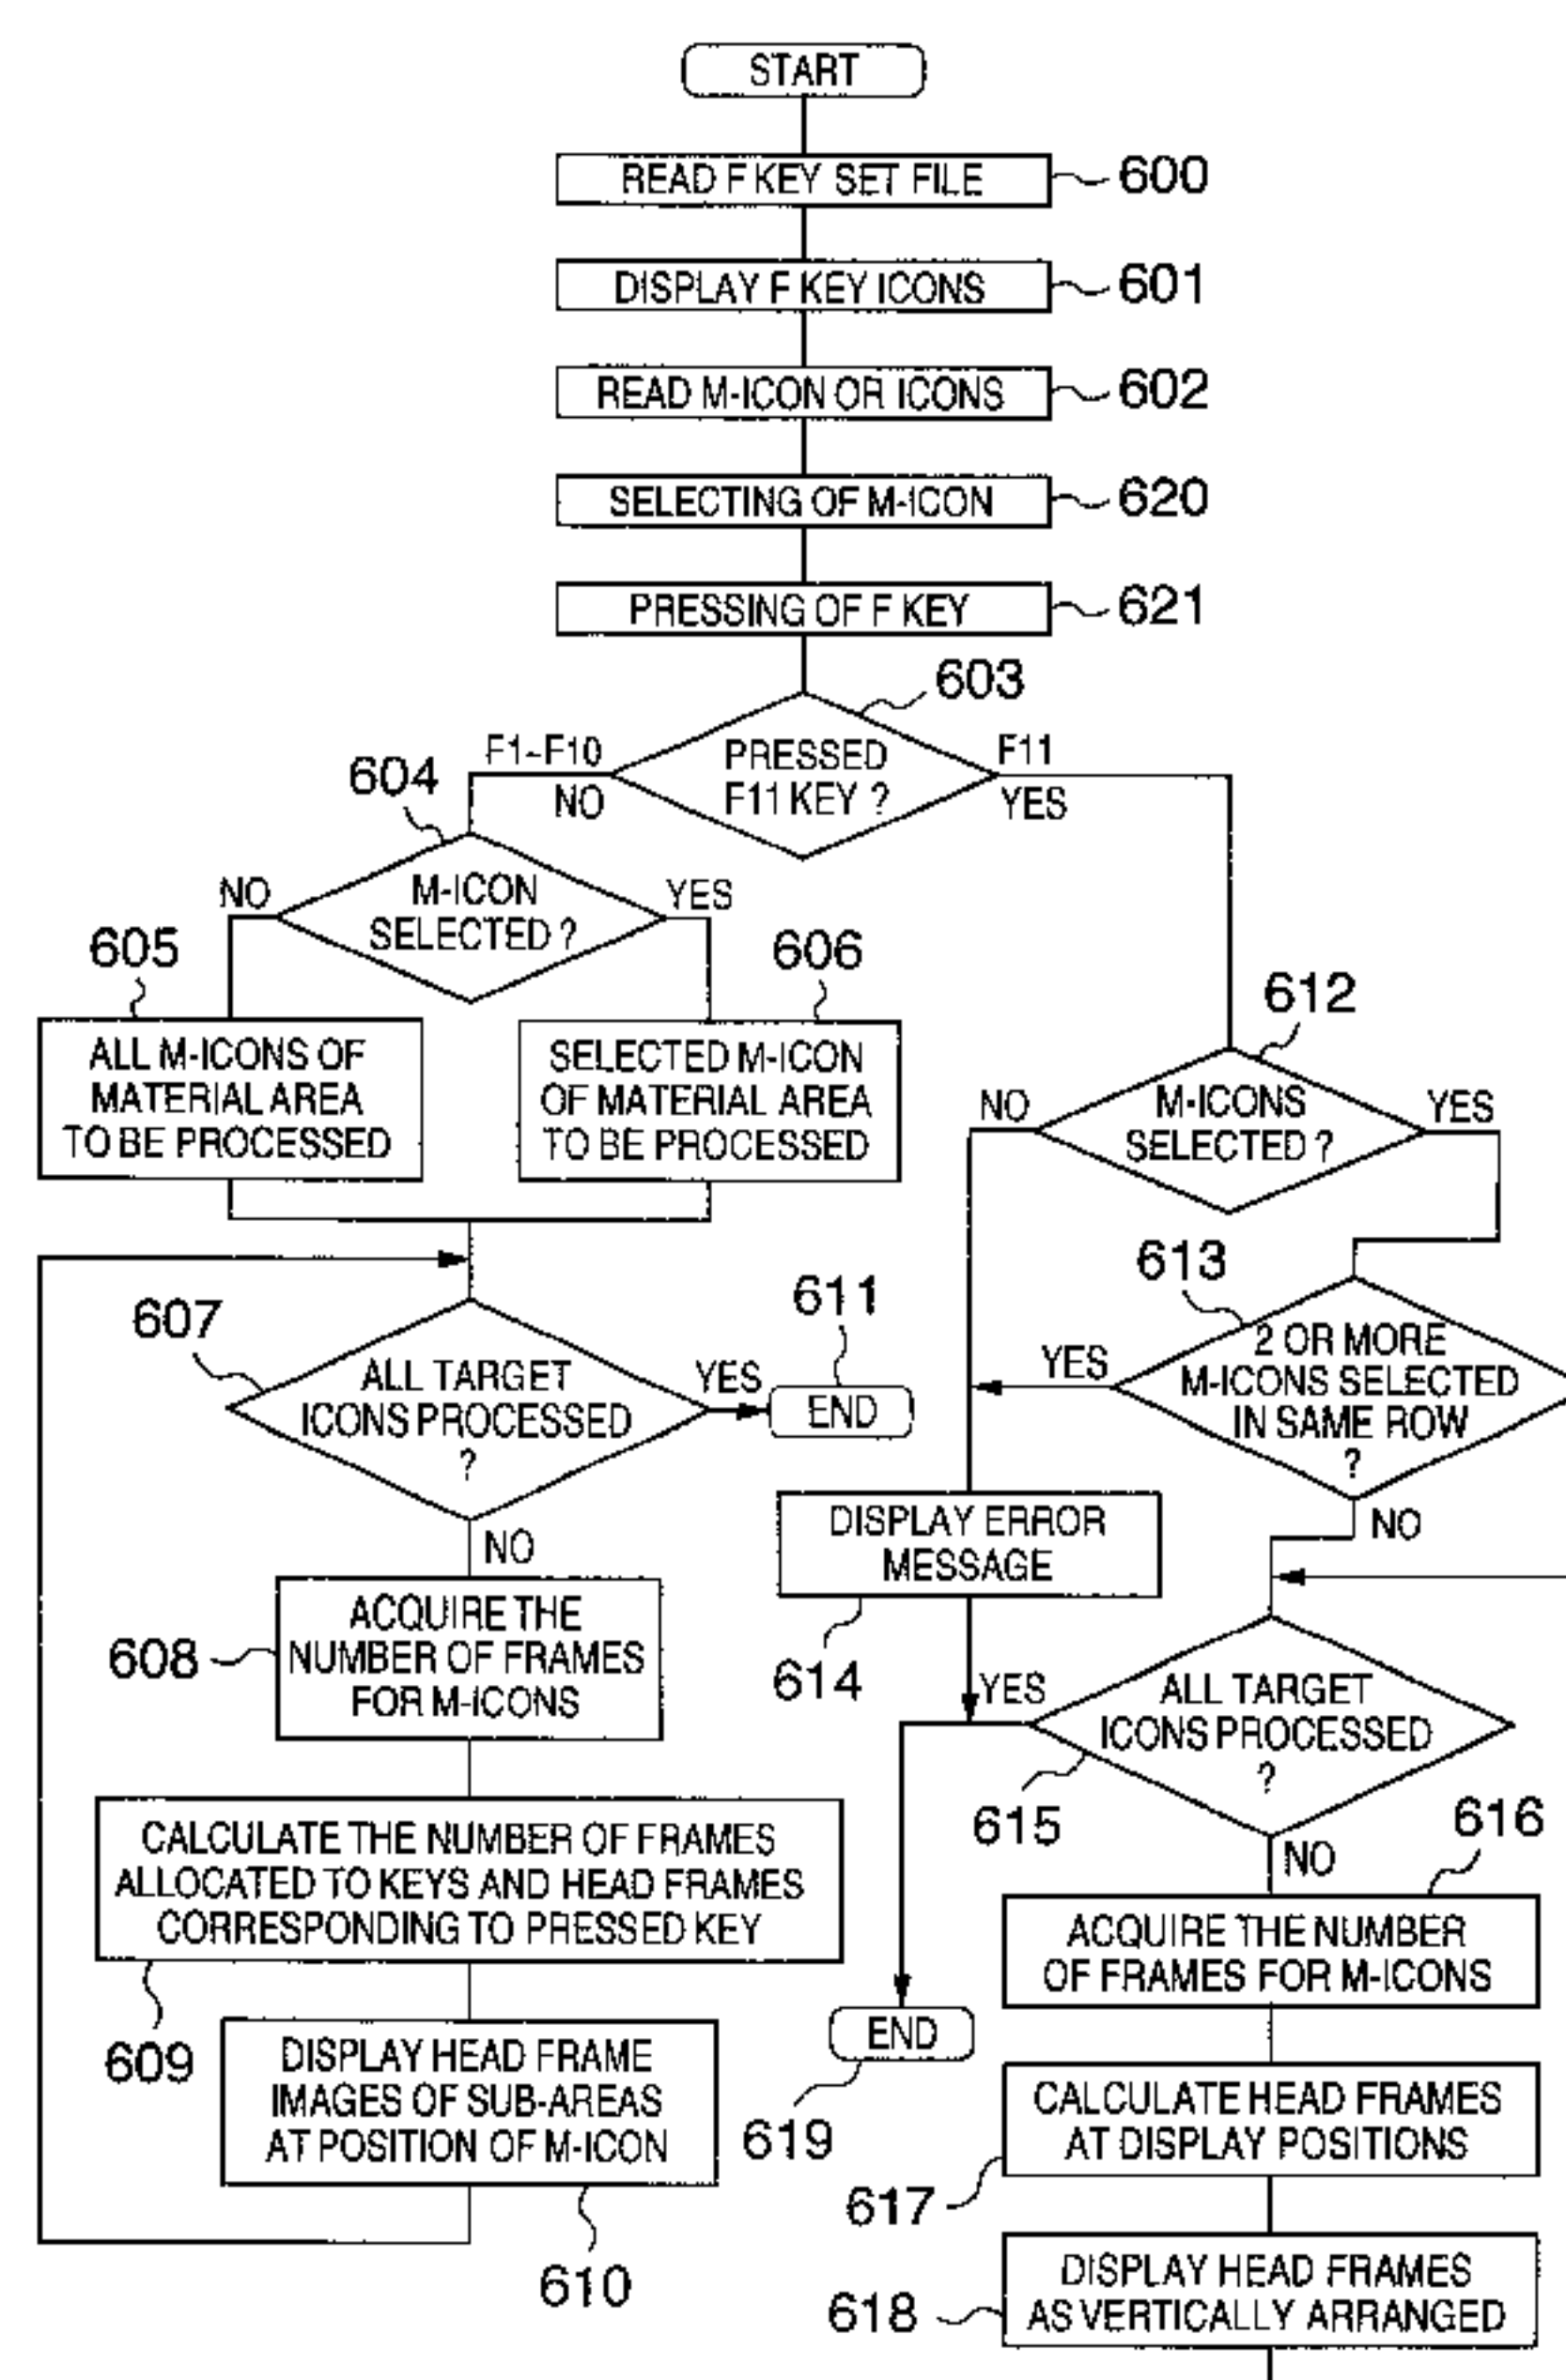 START
READ F KEY SET FILE
600
DISPLAY F KEY ICONS
601
READ M-ICON OR ICONS
602
SELECTING OF M-ICON
620
PRESSING OF F KEY
621
603
PRESSED
F11 KEY ?
F1-F10
NO
F11
YES
604
M-ICON
SELECTED ?
NO
YES
605
ALL M-ICONS OF
MATERIAL AREA
TO BE PROCESSED
606
SELECTED M-ICON
OF MATERIAL AREA
TO BE PROCESSED
612
M-ICONS
SELECTED ?
NO
YES
607
ALL TARGET
ICONS PROCESSED
?
YES
611
END
NO
613
2 OR MORE
M-ICONS SELECTED
IN SAME ROW
?
YES
NO
DISPLAY ERROR
MESSAGE
614
608
ACQUIRE THE
NUMBER OF FRAMES
FOR M-ICONS
YES
ALL TARGET
ICONS PROCESSED
?
615
NO
CALCULATE THE NUMBER OF FRAMES
ALLOCATED TO KEYS AND HEAD FRAMES
CORRESPONDING TO PRESSED KEY
609
616
ACQUIRE THE NUMBER
OF FRAMES FOR M-ICONS
DISPLAY HEAD FRAME
IMAGES OF SUB-AREAS
AT POSITION OF M-ICON
610
END
619
CALCULATE HEAD FRAMES
AT DISPLAY POSITIONS
617
DISPLAY HEAD FRAMES
AS VERTICALLY ARRANGED
618